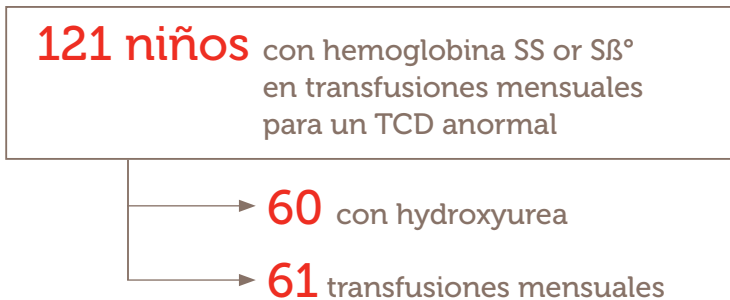 121 niños con hemoglobina SS or Sß°
en transfusiones mensuales
para un TCD anormal
60 con hydroxyurea
61 transfusiones mensuales